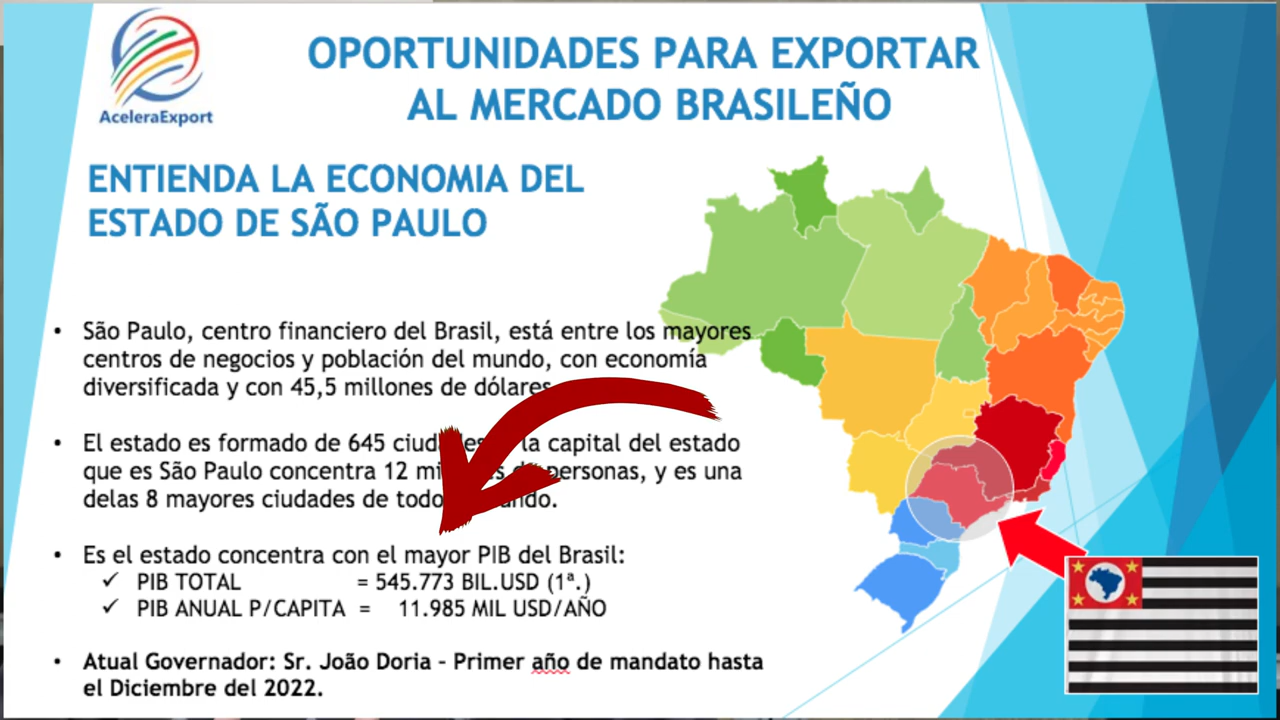 AceleraExport
OPORTUNIDADES PARA EXPORTAR
AL MERCADO BRASILEÑO
ENTIENDA LA ECONOMIA DEL
ESTADO DE SÃO PAULO
• São Paulo, centro financiero del Brasil, está entre los mayores
centros de negocios y población del mundo, con economía
diversificada y con 45,5 millones de dólares
• El estado es formado de 645 la capital del estado
que es São Paulo concentra 12 personas, y es una
delas 8 mayores ciudades de todo
• Es el estado concentra con el mayor PIB del Brasil:
✓ PIB TOTAL = 545.773 BIL.USD (1ª.)
✓ PIB ANUAL P/CAPITA = 11.985 MIL USD/AÑO
• Atual Governador: Sr. João Doria – Primer año de mandato hasta
el Diciembre del 2022.